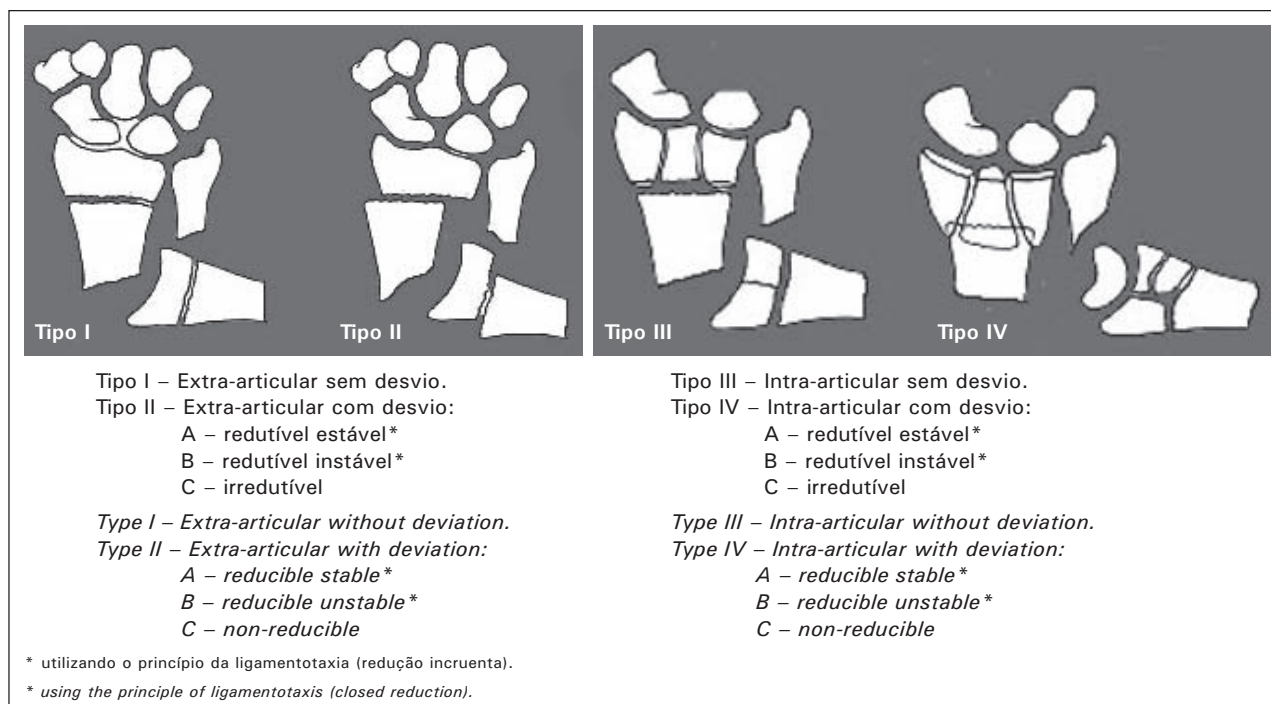 Tipo I
Tipo II
Tipo III
Tipo IV
Tipo I – Extra-articular sem desvio.
Tipo II – Extra-articular com desvio:
A – redutível estável*
B – redutível instável*
C – irredutível
Type I – Extra-articular without deviation.
Type II – Extra-articular with deviation:
A – reducible stable*
B – reducible unstable*
C – non-reducible
Tipo III – Intra-articular sem desvio.
Tipo IV – Intra-articular com desvio:
A – redutível estável*
B – redutível instável*
C – irredutível
Type III – Intra-articular without deviation.
Type IV – Intra-articular with deviation:
A – reducible stable*
B – reducible unstable*
C – non-reducible
* utilizando o princípio da ligamentotaxia (redução incruenta).
* using the principle of ligamentotaxis (closed reduction).